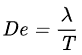 De = λ/T